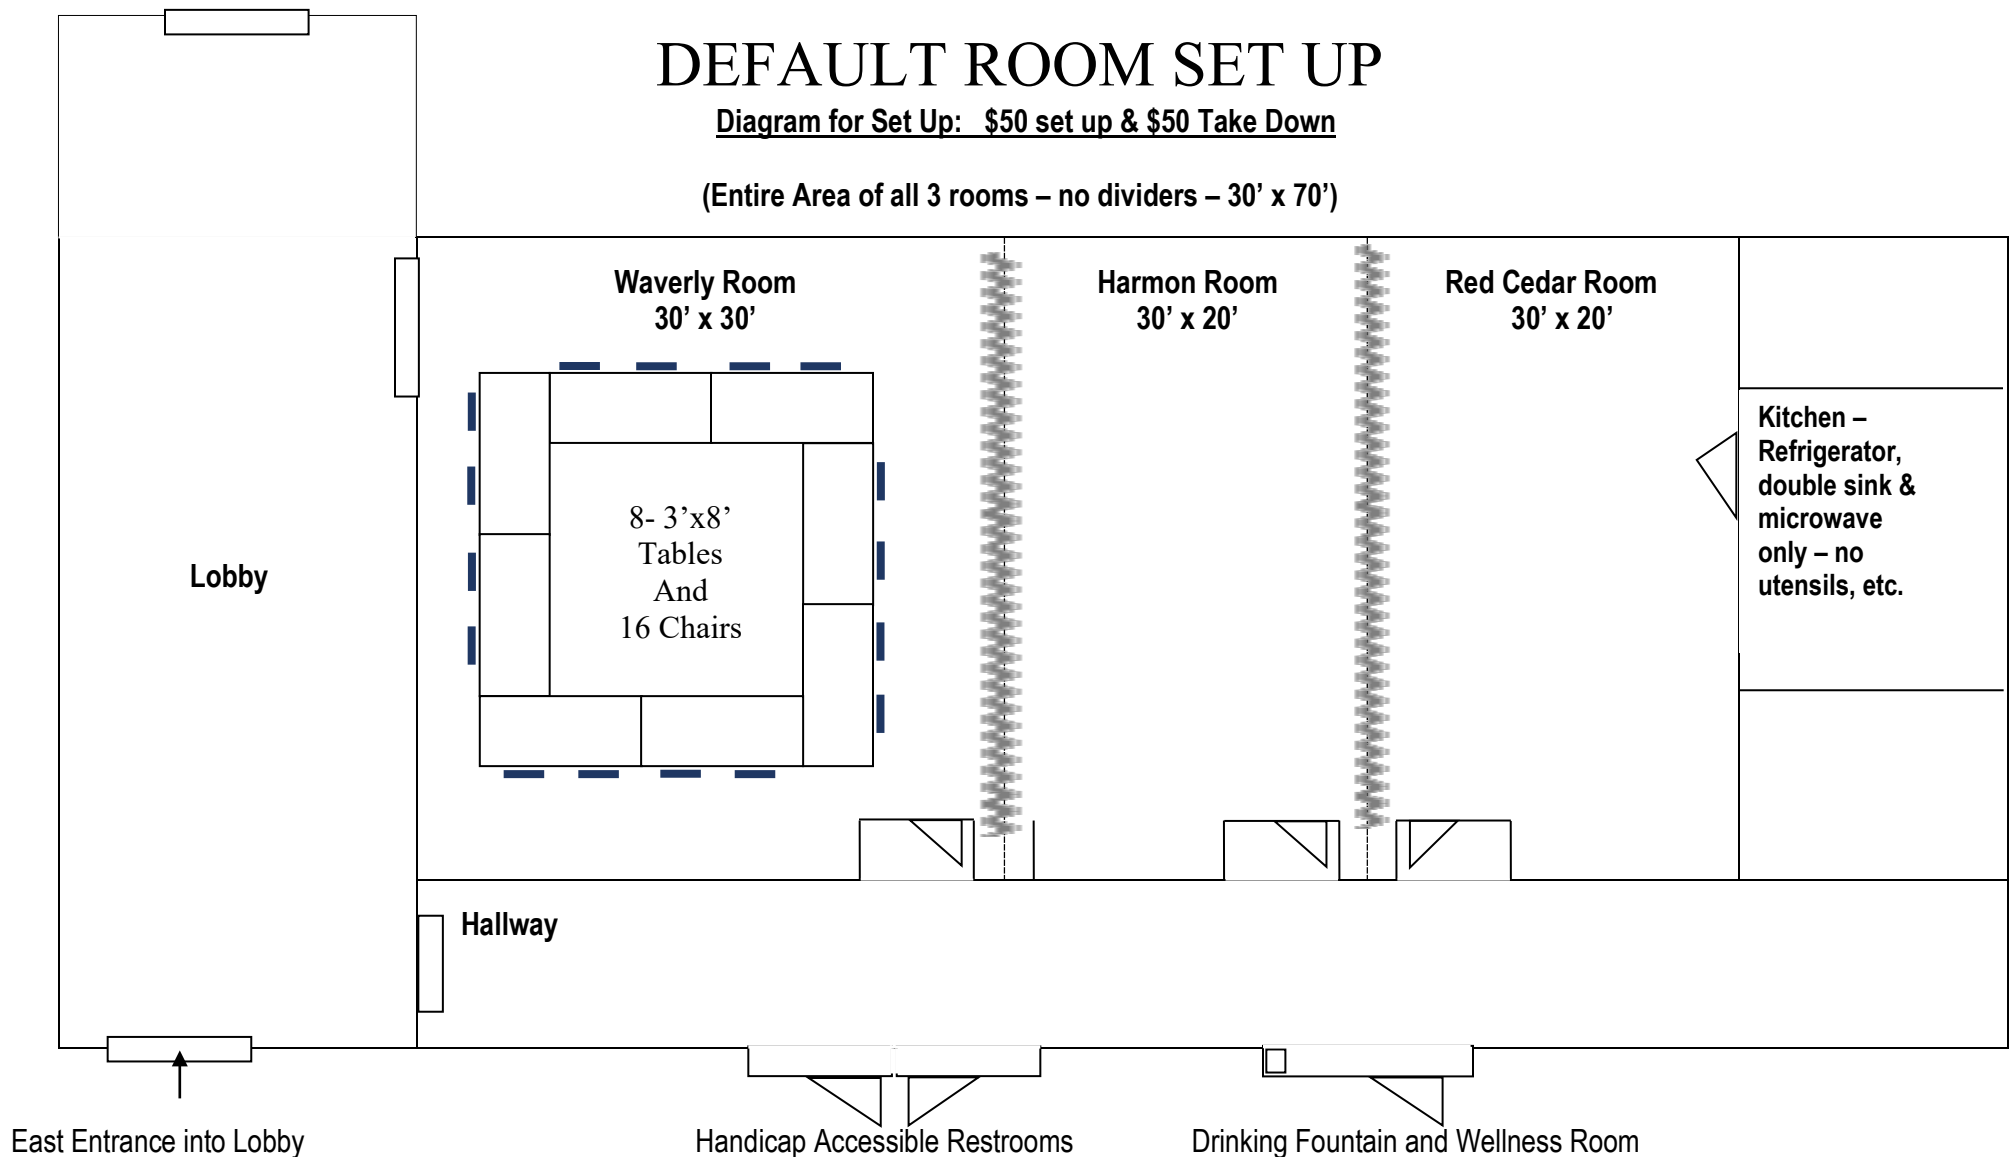 DEFAULT ROOM SET UP
Diagram for Set Up:   $50 set up & $50 Take Down
(Entire Area of all 3 rooms – no dividers – 30’ x 70’)
Waverly Room
30’ x 30’
Harmon Room
30’ x 20’
Red Cedar Room
30’ x 20’
Kitchen –
Refrigerator,
double sink &
microwave
only – no
utensils, etc.
8- 3’x8’
Tables
And
16 Chairs
Lobby
Hallway
East Entrance into Lobby
Handicap Accessible Restrooms
Drinking Fountain and Wellness Room